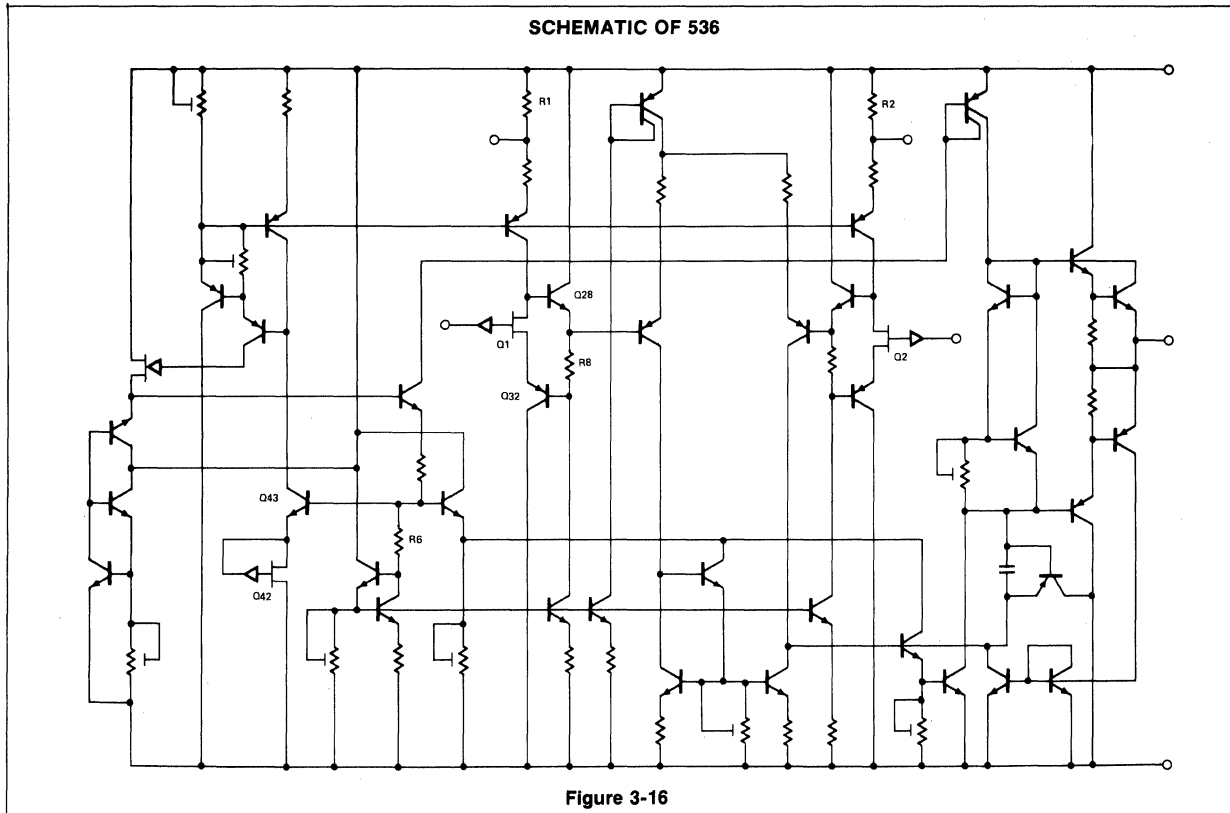 SCHEMATIC OF 536
R1
R2
Q28
Q1
R8
Q2
Q32
Q43
R6
Q42
Figure 3-16